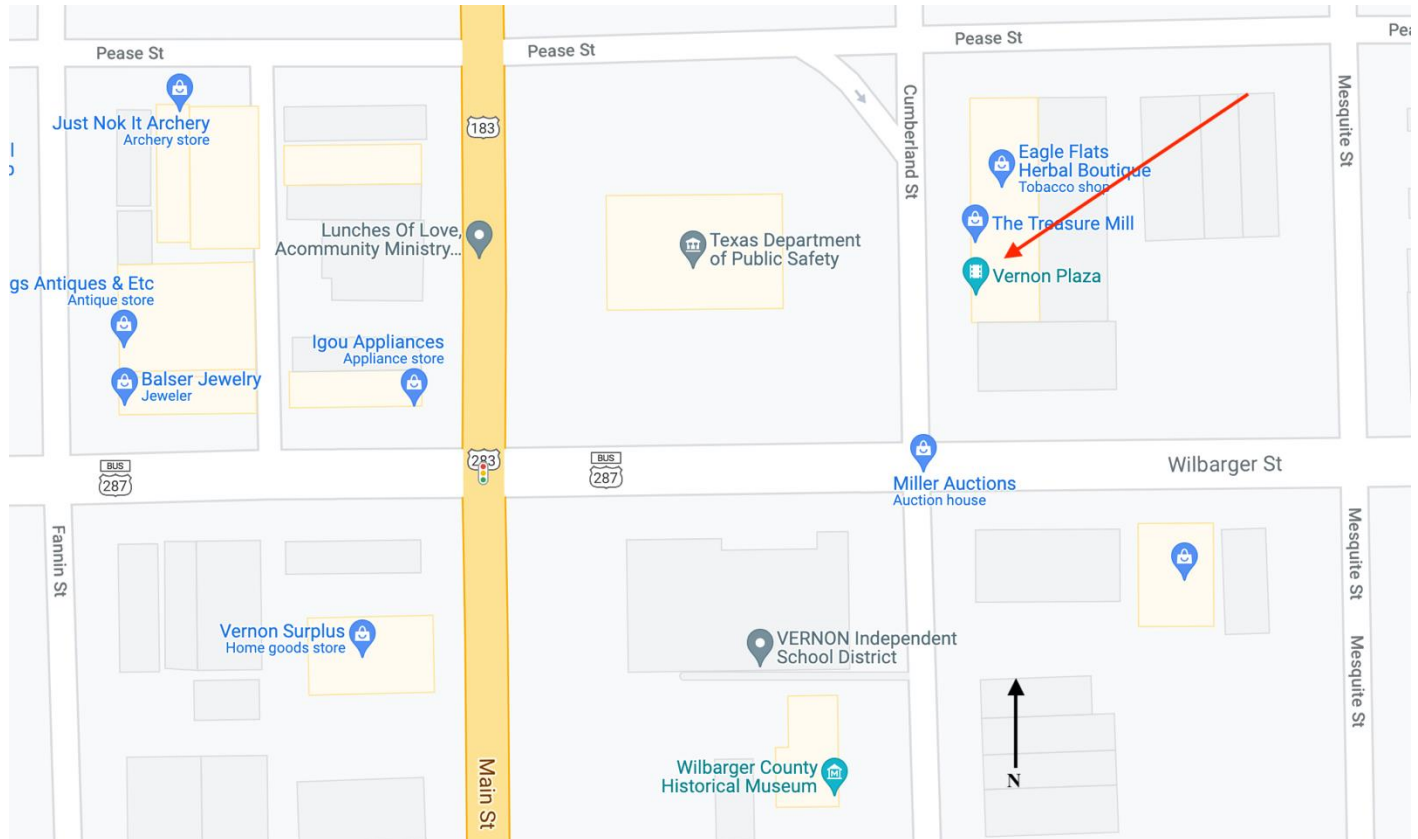 Pease St
Pease St
Pease St
Pea
Just Nok It Archery
Archery store
183
Cumberland St
Mesquite St
l
Eagle Flats
Herbal Boutique
Tobacco shop
The Treasure Mill
Lunches Of Love,
Acommunity Ministry...
Texas Department
of Public Safety
Vernon Plaza
gs Antiques & Etc
Antique store
Igou Appliances
Appliance store
Balser Jewelry
Jeweler
BUS
287
283
BUS
287
Wilbarger St
Miller Auctions
Auction house
Fannin St
Mesquite St
Vernon Surplus
Home goods store
VERNON Independent
School District
Mesquite St
Wilbarger County
Historical Museum
M
N
Main St